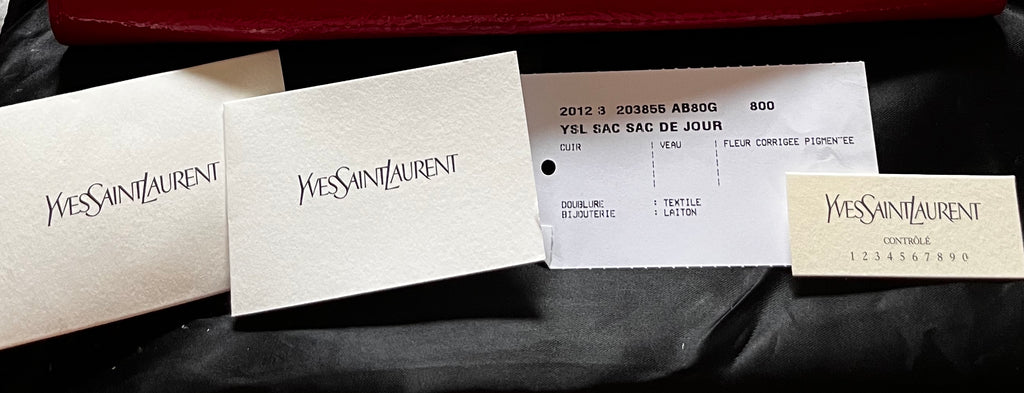 YVESSAINTLAURENT
YVESSAINTLAURENT
2012 3 203855 AB80G 800
YSL SAC SAC DE JOUR
CUIR | VEAU | FLEUR CORRIGEE PIGMENTEE
DOUBLURE : TEXTILE
BIJOUTERIE : LAITON
YVESSAINTLAURENT
CONTRÔLÉ
1 2 3 4 5 6 7 8 9 0